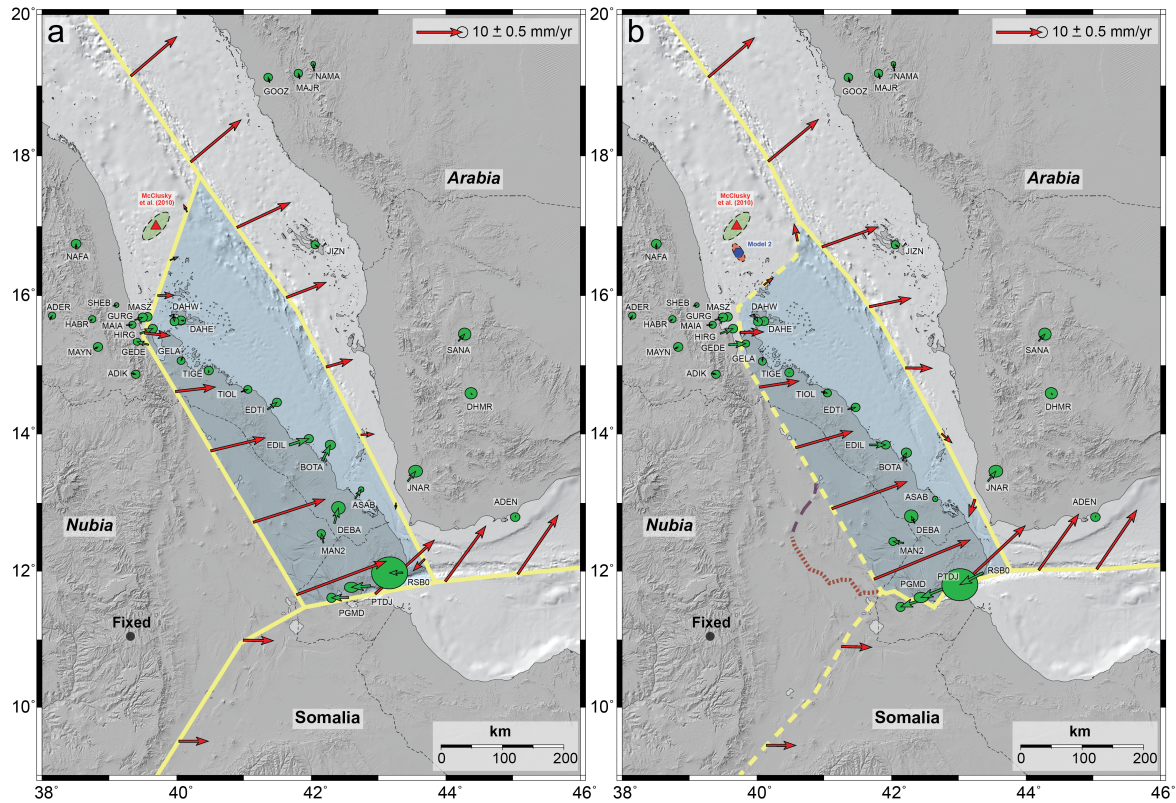 20°
18°
16°
14°
12°
10°
38
40
42
44
46
a
10 ± 0.5 mm/yr
NAMA
MAJR
GOOZ
Arabia
McClusky
et al. (2010)
NAFA
JIZN
SHEB
MASZ
DAHW
ADER
GURG
HABR
MAIA
DAHE
HIRG
MAYN
GEDE
GELA
SANA
ADIK
TIGE
TIOL
DHMR
EDTI
EDIL
BOTA
JNAR
ASAB
ADEN
Nubia
DEBA
MAN2
RSB0
PTDJ
PGMD
Fixed
Somalia
km
0 100 200
20°
18°
16°
14°
12°
10°
38°
40°
42°
44°
46°
b
10 ± 0.5 mm/yr
NAMA
MAJR
GOOZ
Arabia
McClusky
et al. (2010)
Model 2
NAFA
JIZN
SHEB
MASZ
DAHW
ADER
GURG
HABR
MAIA
DAHE
HIRG
MAYN
GEDE
GELA
SANA
ADIK
TIGE
TIOL
DHMR
EDTI
EDIL
BOTA
JNAR
ASAB
ADEN
Nubia
DEBA
MAN2
RSB0
PTDJ
PGMD
Fixed
Somalia
km
0 100 200